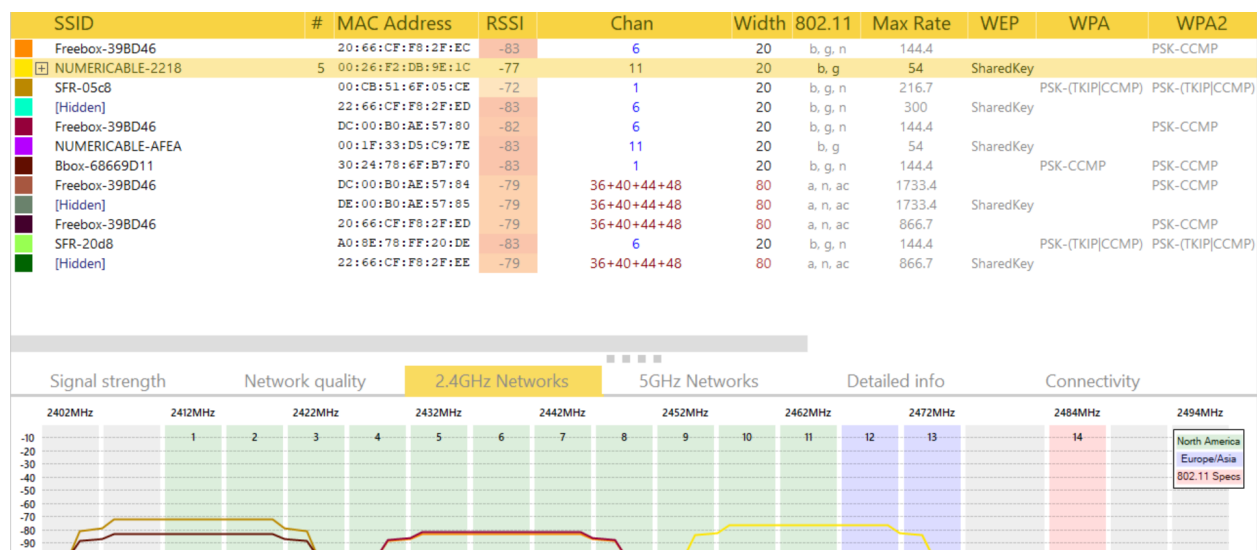 SSID # MAC Address RSSI Chan Width 802.11 Max Rate WEP WPA WPA2
Freebox-39BD46 20:66:CF:F8:2F:EC -83 6 20 b, g, n 144.4 PSK-CCMP
NUMERICABLE-2218 5 00:26:F2:DB:9E:1C -77 11 20 b, g 54 SharedKey
SFR-05c8 00:CB:51:6F:05:CE -72 1 20 b, g, n 216.7 PSK-(TKIP|CCMP) PSK-(TKIP|CCMP)
[Hidden] 22:66:CF:F8:2F:ED -83 6 20 b, g, n 300 SharedKey
Freebox-39BD46 DC:00:B0:AE:57:80 -82 6 20 b, g, n 144.4 PSK-CCMP
NUMERICABLE-AFEA 00:1F:33:D5:C9:7E -83 11 20 b, g 54 SharedKey
Bbox-68669D11 30:24:78:6F:B7:F0 -83 1 20 b, g, n 144.4 PSK-CCMP PSK-CCMP
Freebox-39BD46 DC:00:B0:AE:57:84 -79 36+40+44+48 80 a, n, ac 1733.4 PSK-CCMP
[Hidden] DE:00:B0:AE:57:85 -79 36+40+44+48 80 a, n, ac 1733.4 SharedKey
Freebox-39BD46 20:66:CF:F8:2F:ED -79 36+40+44+48 80 a, n, ac 866.7 PSK-CCMP
SFR-20d8 A0:8E:78:FF:20:DE -83 6 20 b, g, n 144.4 PSK-(TKIP|CCMP) PSK-(TKIP|CCMP)
[Hidden] 22:66:CF:F8:2F:EE -79 36+40+44+48 80 a, n, ac 866.7 SharedKey
Signal strength Network quality 2.4GHz Networks 5GHz Networks Detailed info Connectivity
2402MHz 2412MHz 2422MHz 2432MHz 2442MHz 2452MHz 2462MHz 2472MHz 2484MHz 2494MHz
-10 1 2 3 4 5 6 7 8 9 10 11 12 13 14 North America
-20
-30 Europe/Asia
-40 802.11 Specs
-50
-60
-70
-80
-90